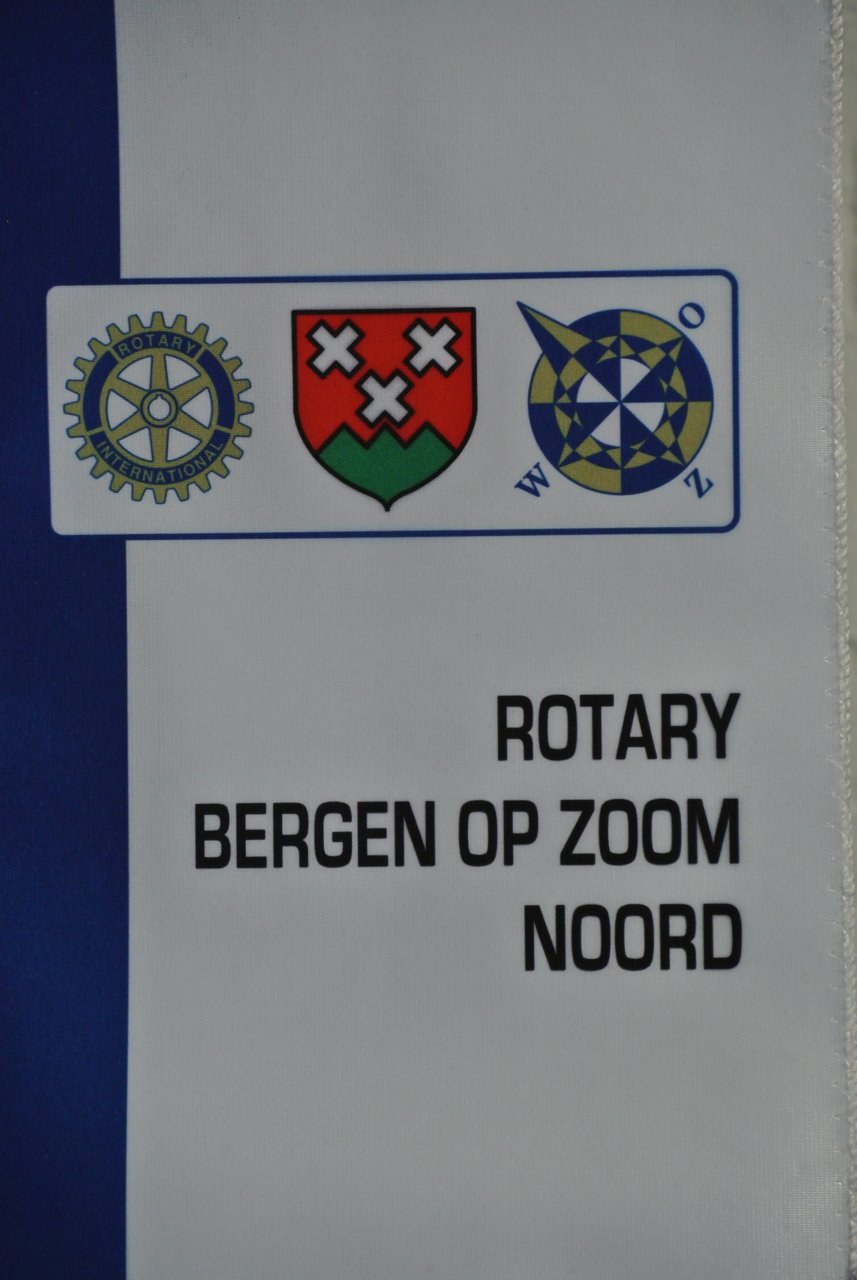 ROTARY
INTERNATIONAL
O
W
Z
ROTARY
BERGEN OP ZOOM
NOORD